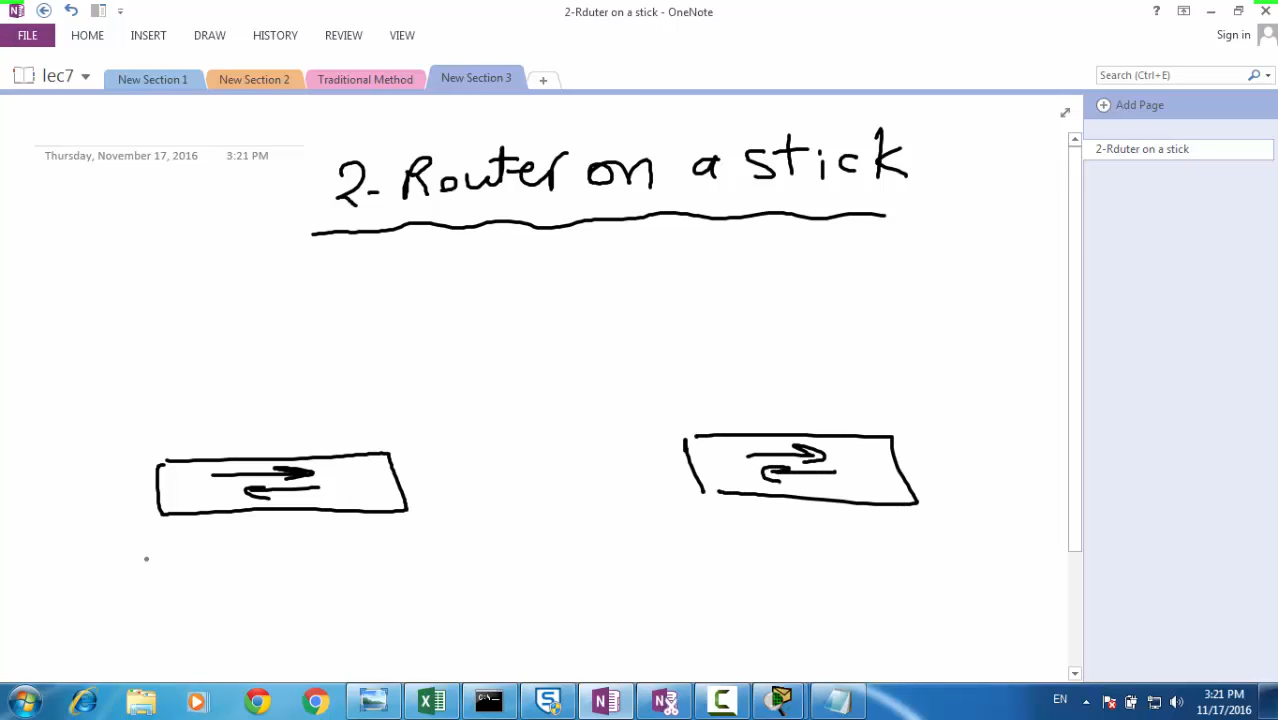 2-Rduter on a stick - OneNote
Sign in
FILE HOME INSERT DRAW HISTORY REVIEW VIEW
lec7 New Section 1 New Section 2 Traditional Method New Section 3
Search (Ctrl+E)
Add Page
2-Rduter on a stick
Thursday, November 17, 2016 3:21 PM
2- Router on a stick
EN 3:21 PM
11/17/2016